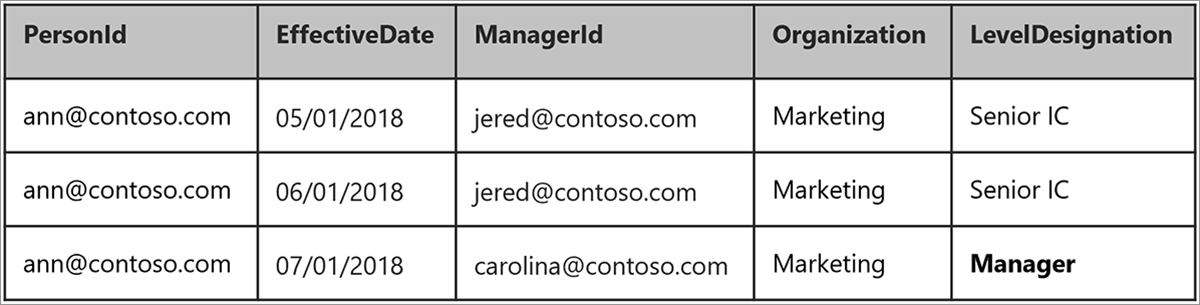 PersonId EffectiveDate ManagerId Organization LevelDesignation
ann@contoso.com 05/01/2018 jered@contoso.com Marketing Senior IC
ann@contoso.com 06/01/2018 jered@contoso.com Marketing Senior IC
ann@contoso.com 07/01/2018 carolina@contoso.com Marketing Manager